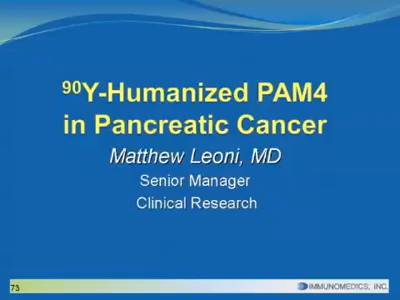 ⁹⁰Y-Humanized PAM4
in Pancreatic Cancer
Matthew Leoni, MD
Senior Manager
Clinical Research
73
IMMUNOMEDICS, INC.